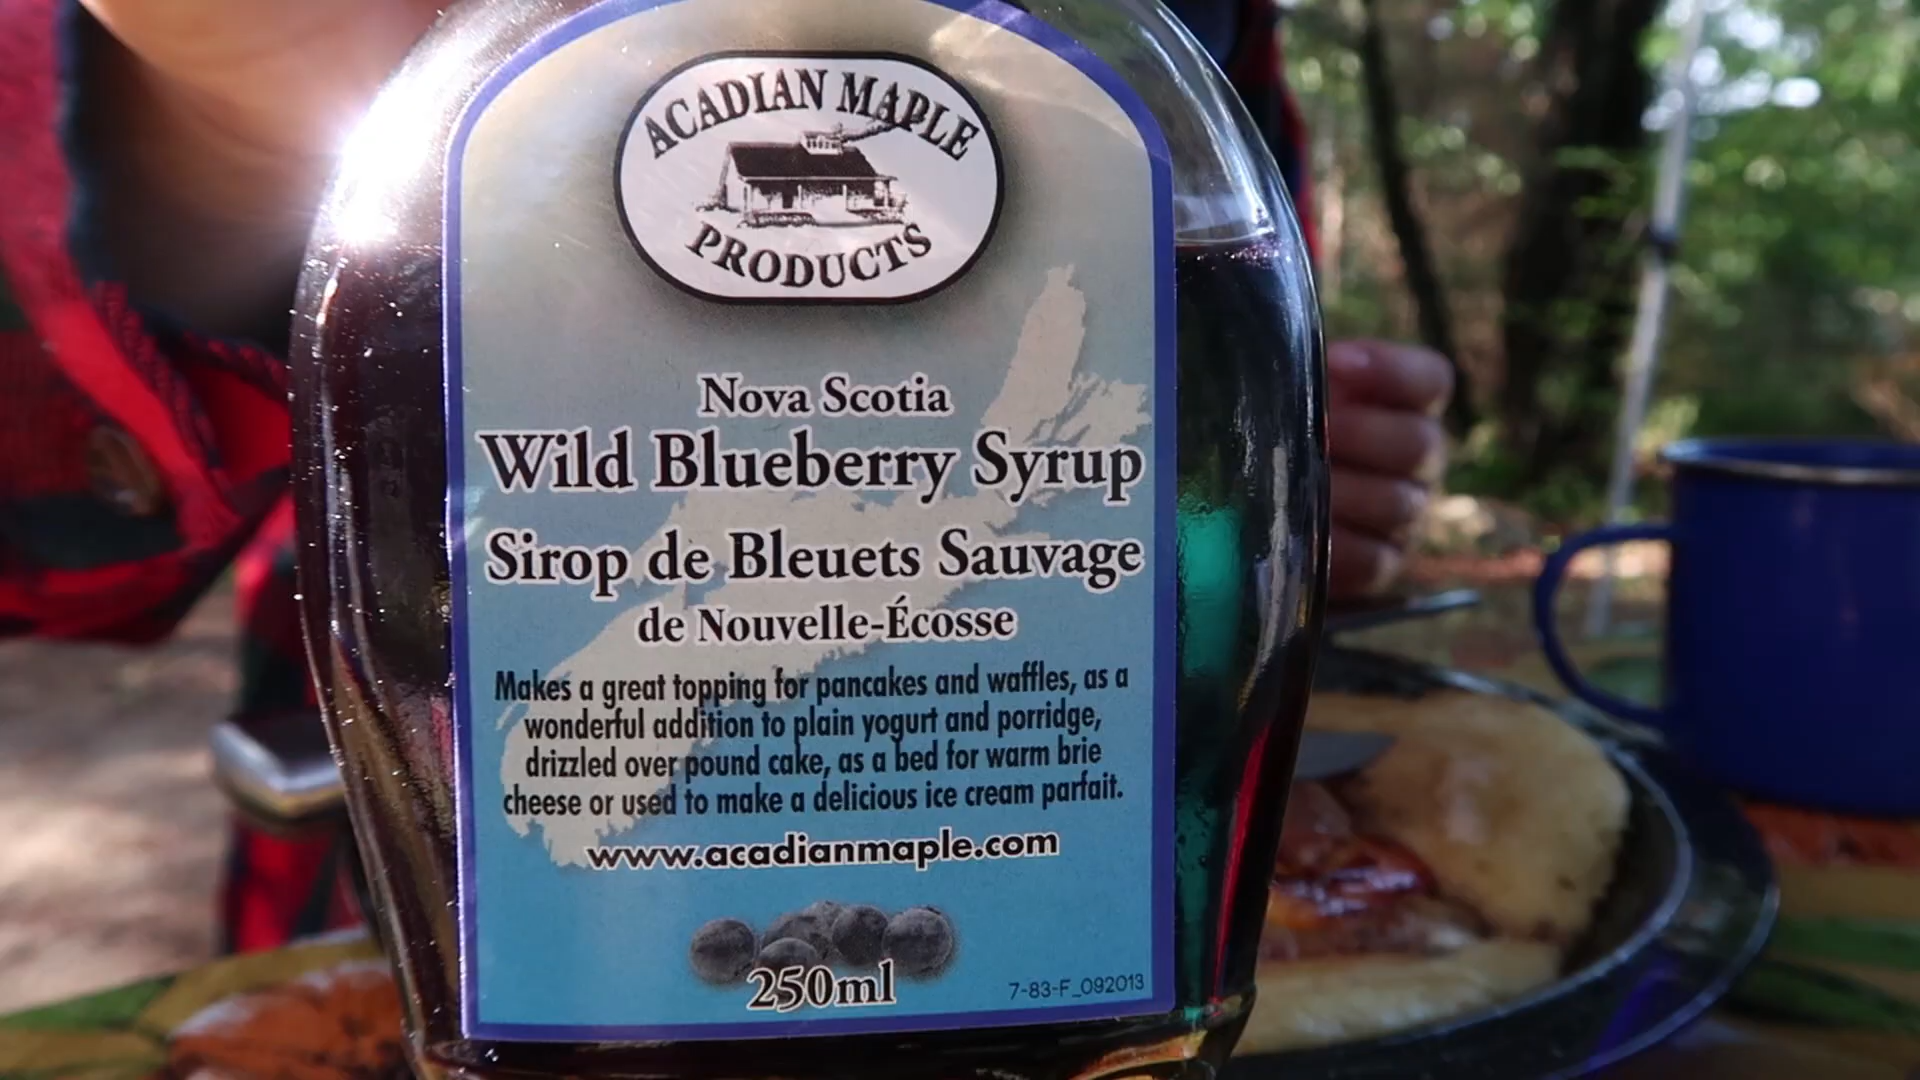 ACADIAN MAPLE
PRODUCTS
Nova Scotia
Wild Blueberry Syrup
Sirop de Bleuets Sauvage
de Nouvelle-Écosse
Makes a great topping for pancakes and waffles, as a
wonderful addition to plain yogurt and porridge,
drizzled over pound cake, as a bed for warm brie
cheese or used to make a delicious ice cream parfait.
www.acadianmaple.com
250ml
7-83-F_092013